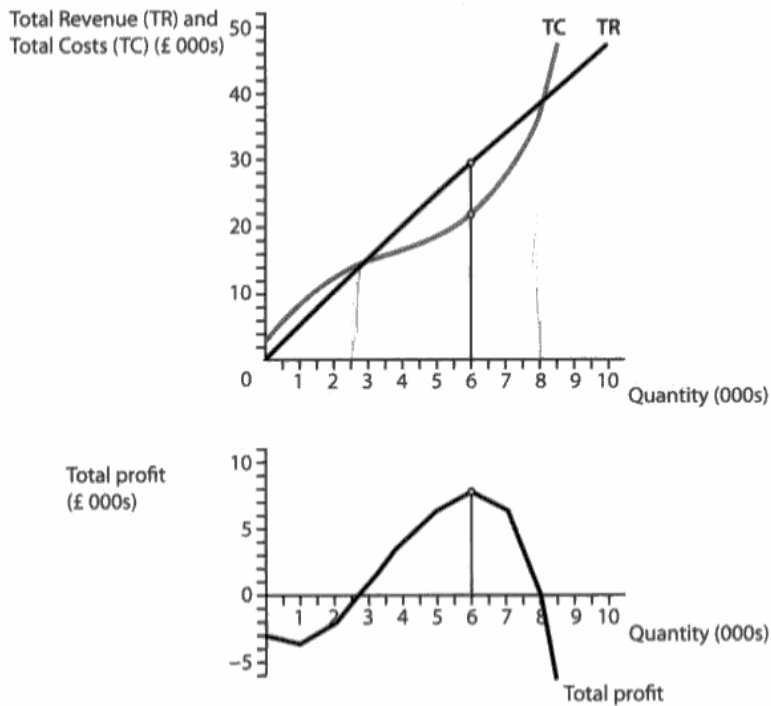 Total Revenue (TR) and
Total Costs (TC) (£ 000s)
50
40
30
20
10
0
TC TR
1 2 3 4 5 6 7 8 9 10
Quantity (000s)
Total profit
(£ 000s)
10
5
0
−5
1 2 3 4 5 6 7 8 9 10
Quantity (000s)
Total profit